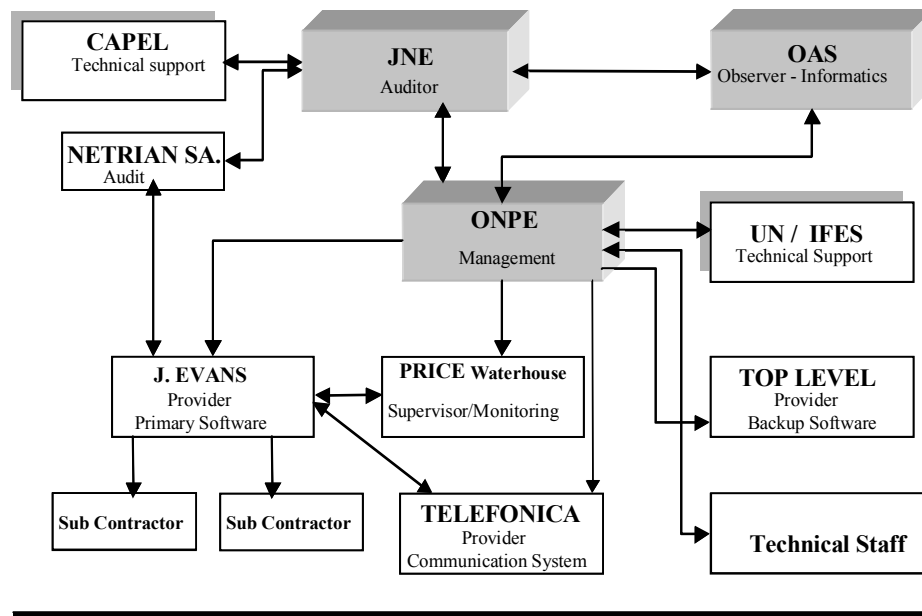 CAPEL
Technical support
JNE
Auditor
OAS
Observer - Informatics
NETRIAN SA.
Audit
ONPE
Management
UN / IFES
Technical Support
J. EVANS
Provider
Primary Software
PRICE Waterhouse
Supervisor/Monitoring
TOP LEVEL
Provider
Backup Software
Sub Contractor
Sub Contractor
TELEFONICA
Provider
Communication System
Technical Staff